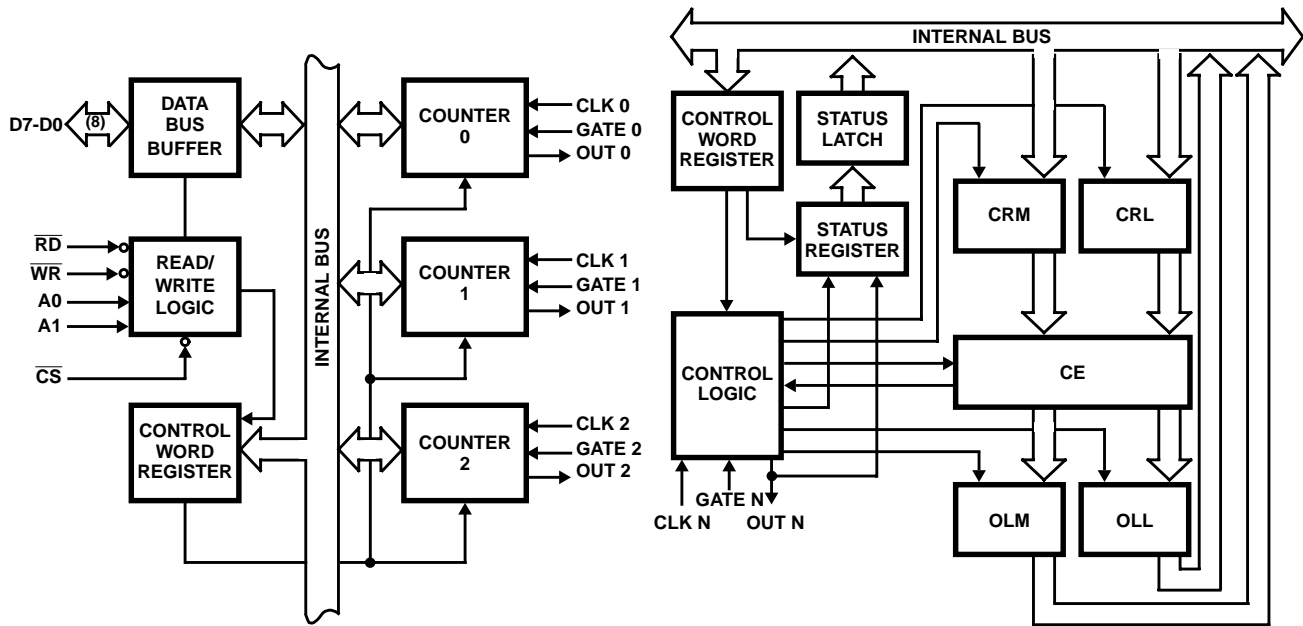 D7-D0
(8)
DATA
BUS
BUFFER
RD
WR
A0
A1
CS
READ/
WRITE
LOGIC
CONTROL
WORD
REGISTER
INTERNAL BUS
COUNTER
0
CLK 0
GATE 0
OUT 0
COUNTER
1
CLK 1
GATE 1
OUT 1
COUNTER
2
CLK 2
GATE 2
OUT 2
INTERNAL BUS
CONTROL
WORD
REGISTER
STATUS
LATCH
STATUS
REGISTER
CONTROL
LOGIC
CLK N
GATE N
OUT N
CRM
CRL
CE
OLM
OLL